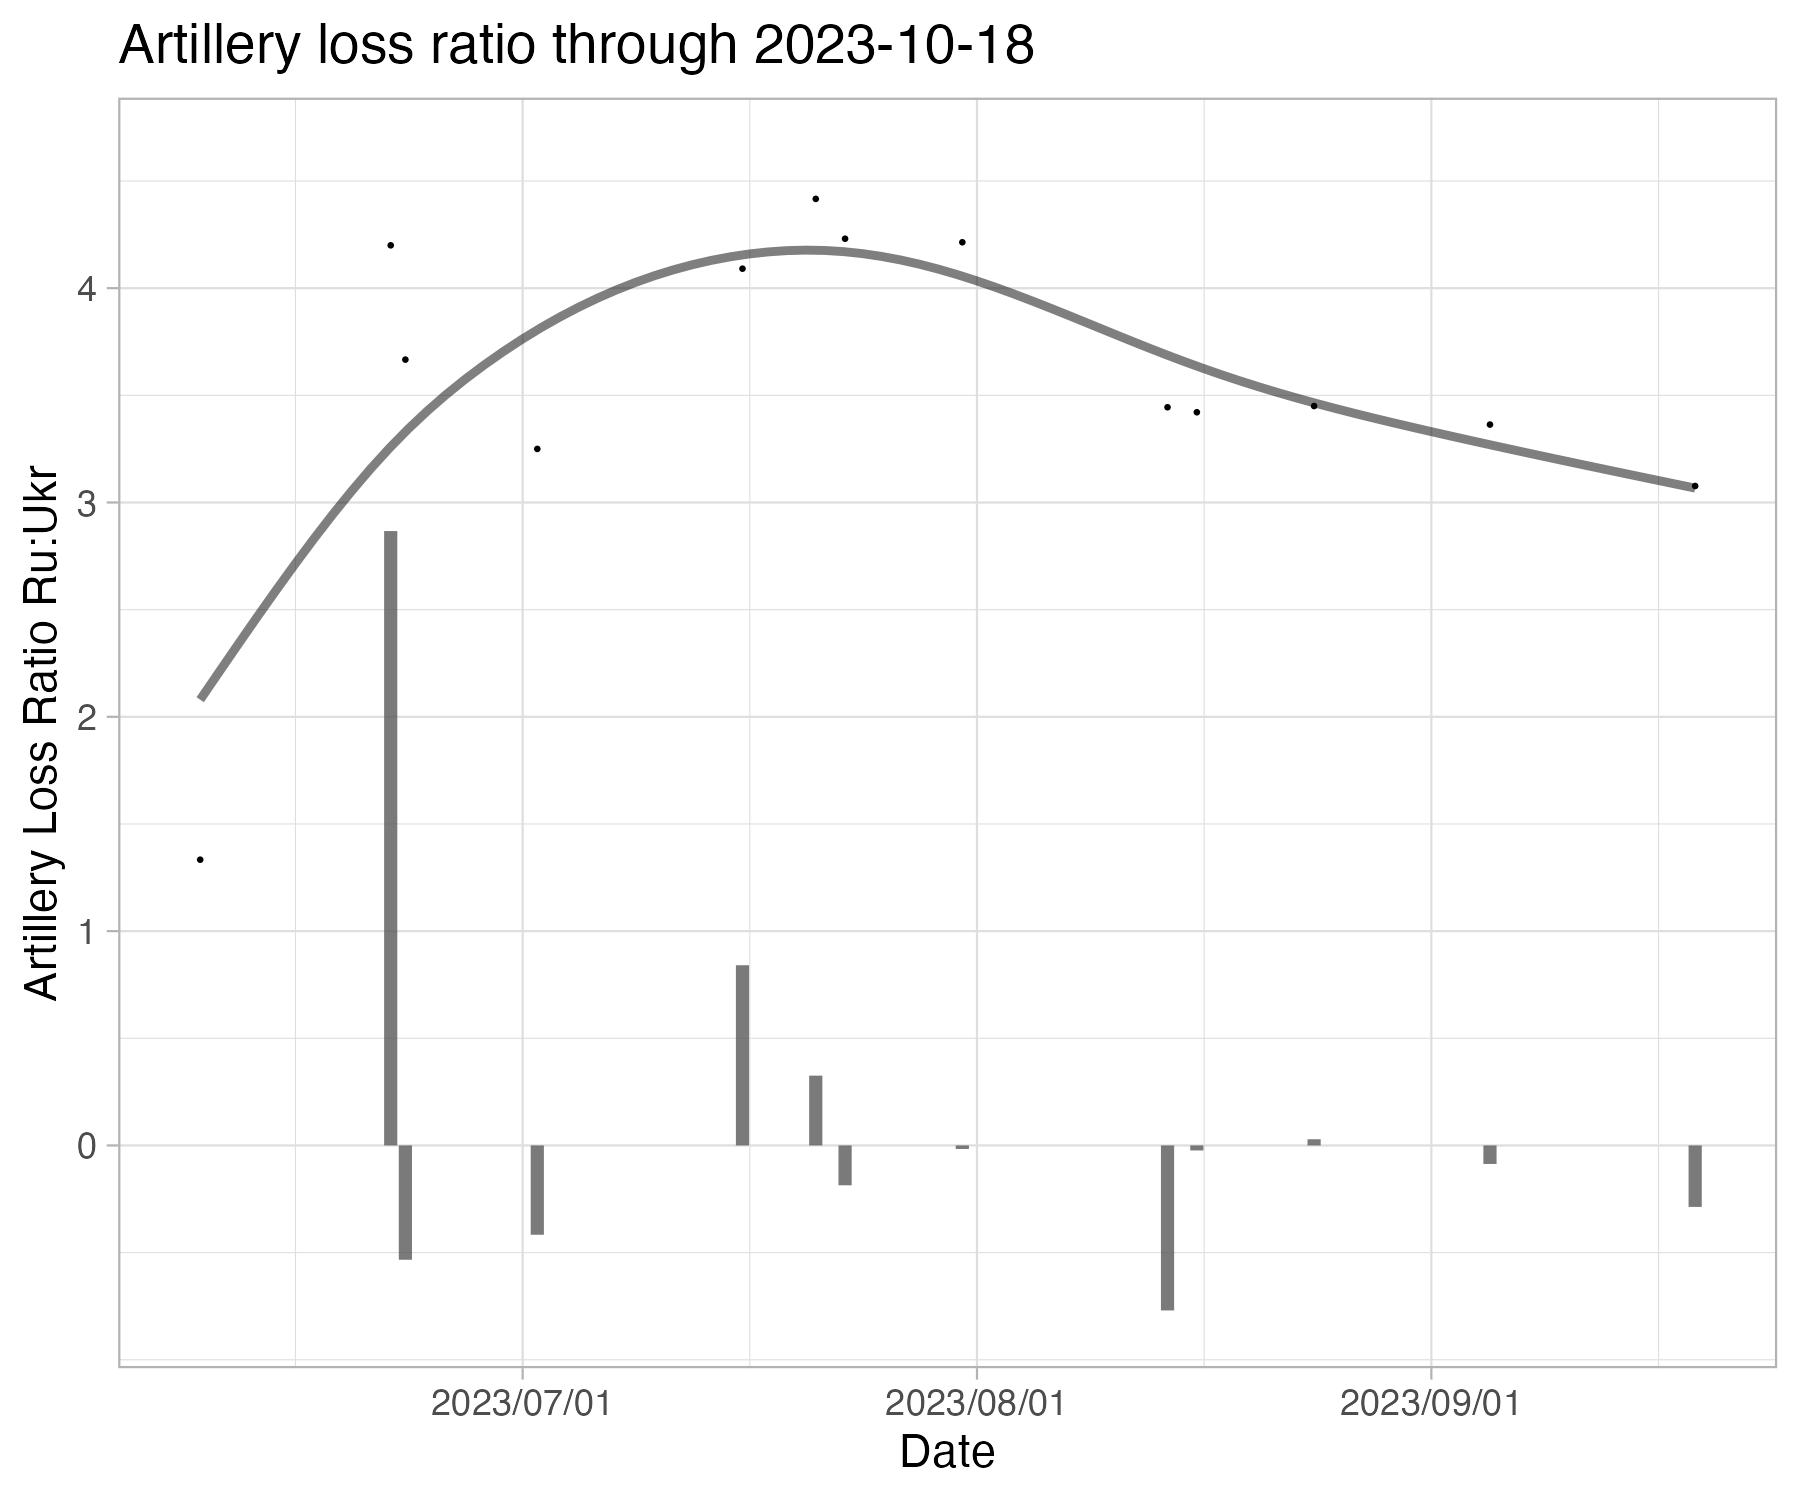 Artillery loss ratio through 2023-10-18
Artillery Loss Ratio Ru:Ukr
4
3
2
1
0
2023/07/01
2023/08/01
2023/09/01
Date